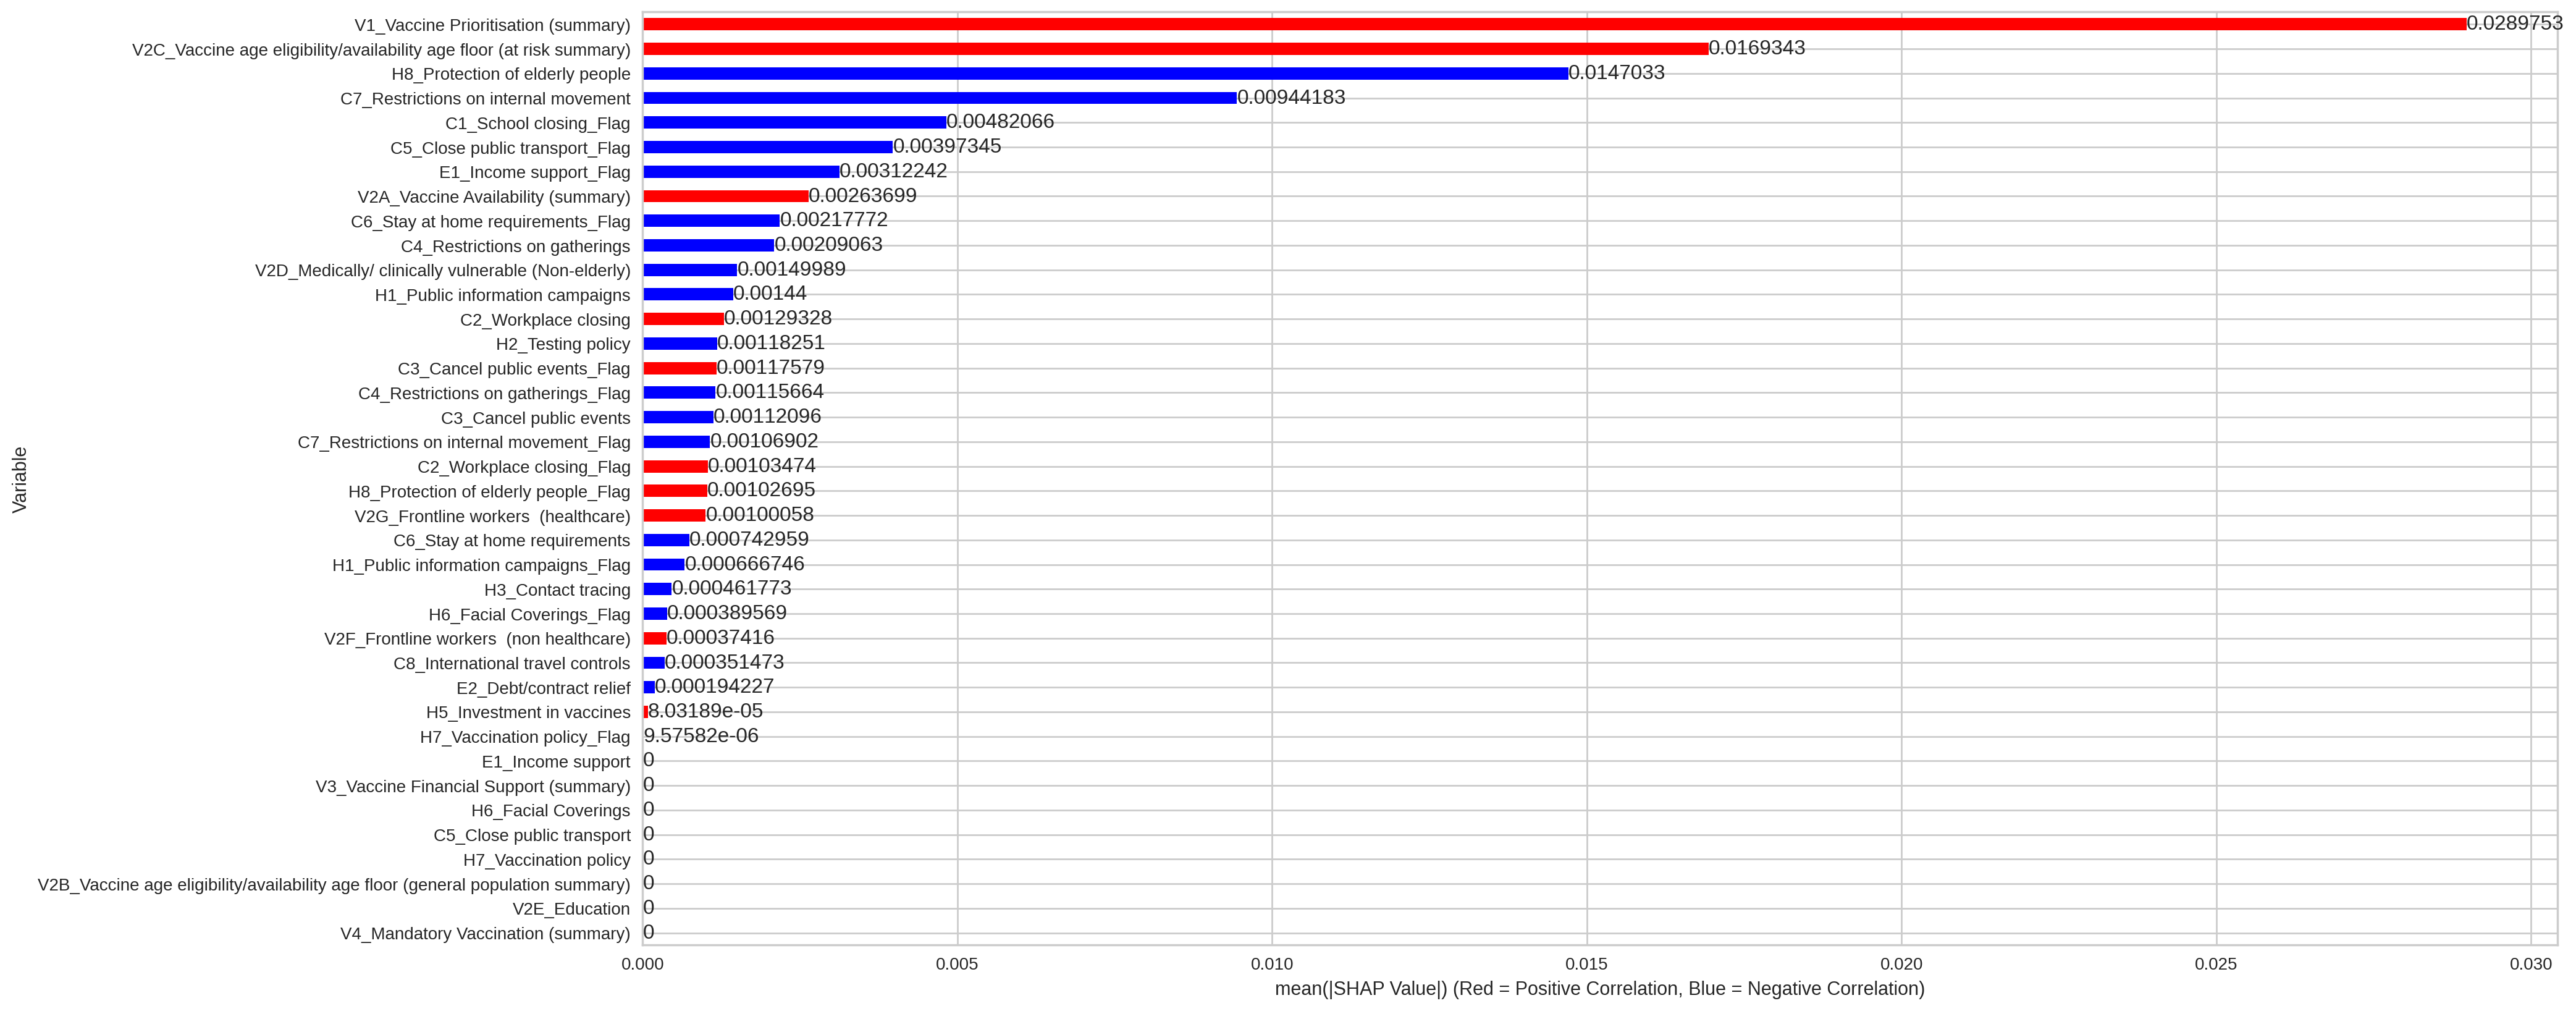 V1_Vaccine Prioritisation (summary) 0.0289753
V2C_Vaccine age eligibility/availability age floor (at risk summary) 0.0169343
H8_Protection of elderly people 0.0147033
C7_Restrictions on internal movement 0.00944183
C1_School closing_Flag 0.00482066
C5_Close public transport_Flag 0.00397345
E1_Income support_Flag 0.00312242
V2A_Vaccine Availability (summary) 0.00263699
C6_Stay at home requirements_Flag 0.00217772
C4_Restrictions on gatherings 0.00209063
V2D_Medically/ clinically vulnerable (Non-elderly) 0.00149989
H1_Public information campaigns 0.00144
C2_Workplace closing 0.00129328
H2_Testing policy 0.00118251
C3_Cancel public events_Flag 0.00117579
C4_Restrictions on gatherings_Flag 0.00115664
C3_Cancel public events 0.00112096
C7_Restrictions on internal movement_Flag 0.00106902
C2_Workplace closing_Flag 0.00103474
H8_Protection of elderly people_Flag 0.00102695
V2G_Frontline workers  (healthcare) 0.00100058
C6_Stay at home requirements 0.000742959
H1_Public information campaigns_Flag 0.000666746
H3_Contact tracing 0.000461773
H6_Facial Coverings_Flag 0.000389569
V2F_Frontline workers  (non healthcare) 0.00037416
C8_International travel controls 0.000351473
E2_Debt/contract relief 0.000194227
H5_Investment in vaccines 8.03189e-05
H7_Vaccination policy_Flag 9.57582e-06
E1_Income support 0
V3_Vaccine Financial Support (summary) 0
H6_Facial Coverings 0
C5_Close public transport 0
H7_Vaccination policy 0
V2B_Vaccine age eligibility/availability age floor (general population summary) 0
V2E_Education 0
V4_Mandatory Vaccination (summary) 0
Variable
0.000 0.005 0.010 0.015 0.020 0.025 0.030
mean(|SHAP Value|) (Red = Positive Correlation, Blue = Negative Correlation)